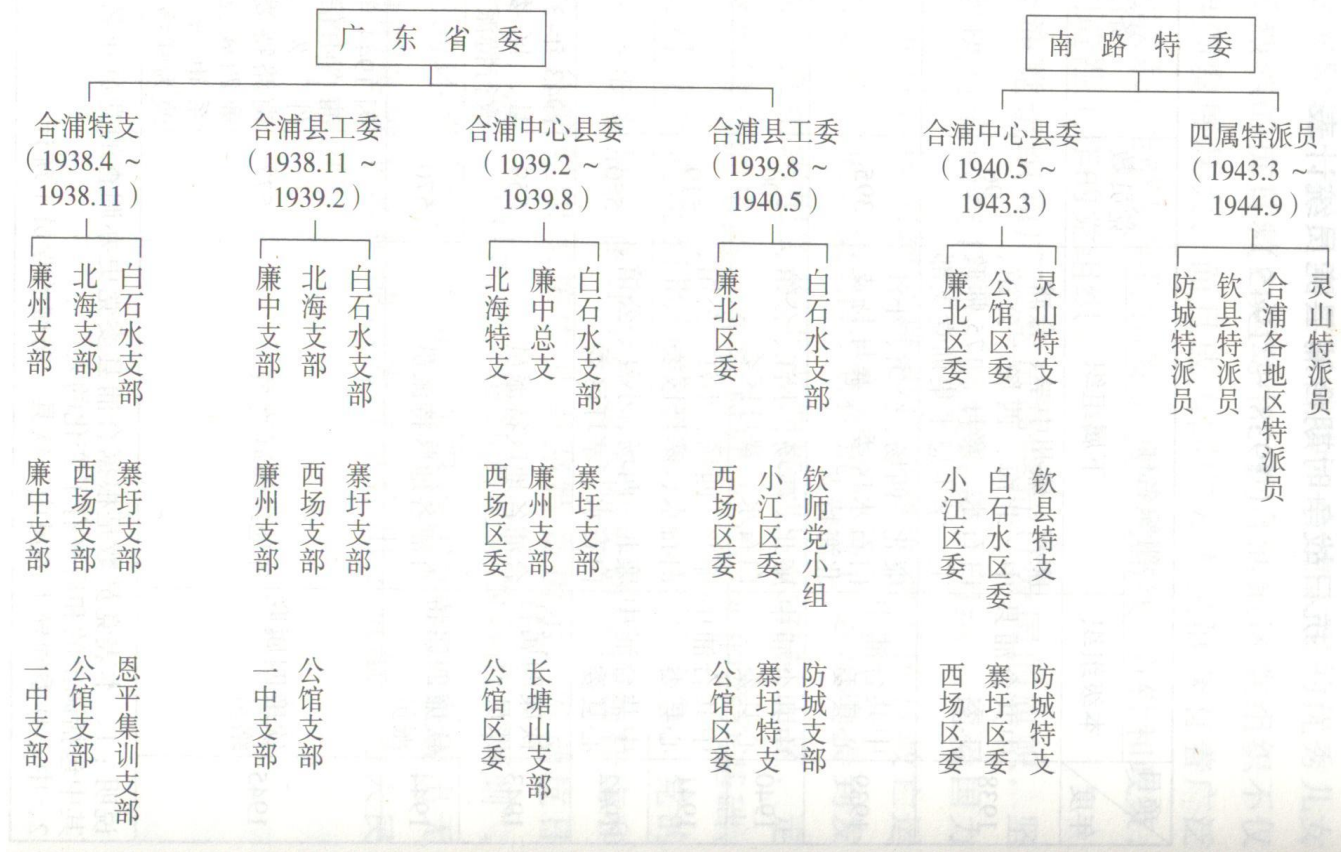 广东省委
南路特委
合浦特支
（1938.4～
1938.11）
合浦县工委
（1938.11～
1939.2）
合浦中心县委
（1939.2～
1939.8）
合浦县工委
（1939.8～
1940.5）
合浦中心县委
（1940.5～
1943.3）
四属特派员
（1943.3～
1944.9）
廉州支部
北海支部
白石水支部
廉中支部
西场支部
寨圩支部
一中支部
公馆支部
恩平集训支部
廉中支部
北海支部
白石水支部
廉州支部
西场支部
寨圩支部
一中支部
公馆支部
北海特支
廉中总支
白石水支部
西场区委
廉州支部
寨圩支部
公馆区委
长塘山支部
廉北区委
白石水支部
西场区委
小江区委
钦师党小组
公馆区委
寨圩特支
防城支部
廉北区委
公馆区委
灵山特支
小江区委
白石水区委
钦县特支
西场区委
寨圩区委
防城特支
防城特派员
钦县特派员
合浦各地区特派员
灵山特派员